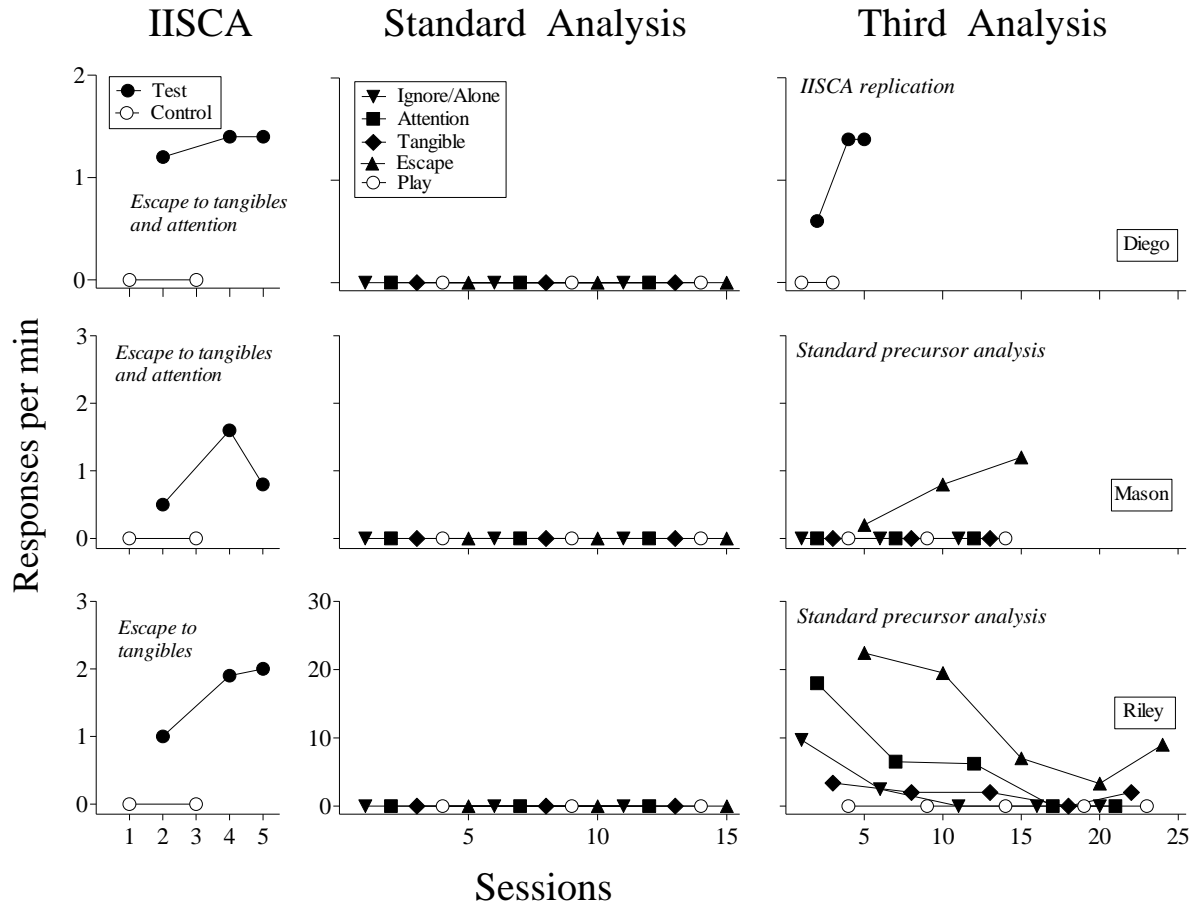 IISCA
Standard Analysis
Third Analysis
Responses per min
2
1
0
Test
Control
Escape to tangibles
and attention
Ignore/Alone
Attention
Tangible
Escape
Play
IISCA replication
Diego
3
2
1
0
Escape to tangibles
and attention
Standard precursor analysis
Mason
3
2
1
0
Escape to
tangibles
1 2 3 4 5
30
20
10
0
5 10 15
Standard precursor analysis
Riley
5 10 15 20 25
Sessions